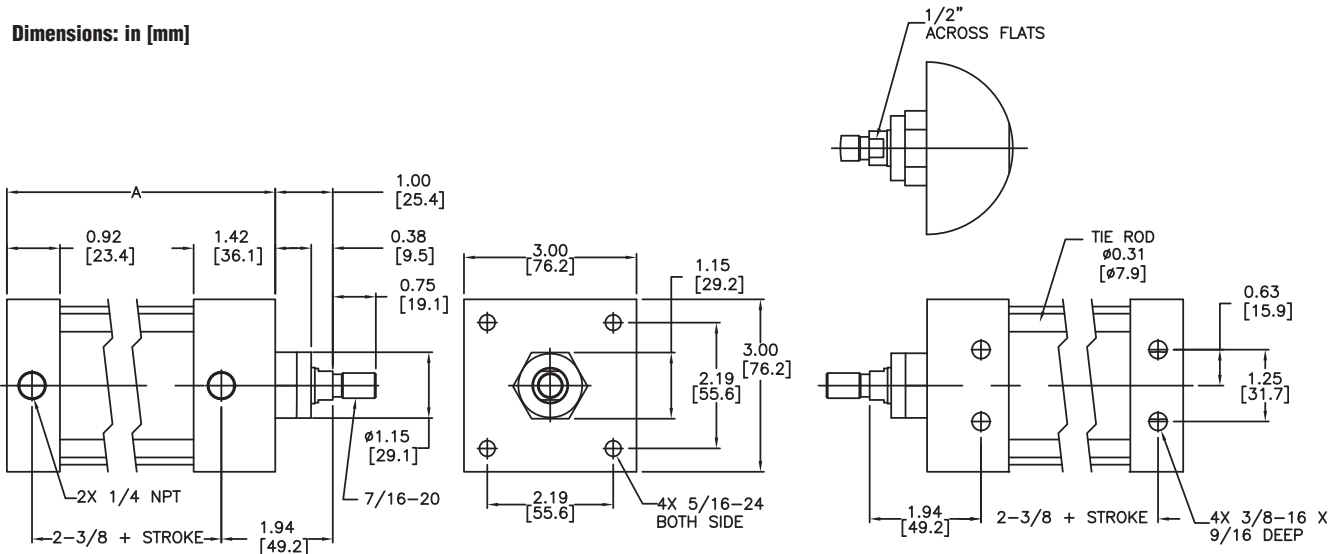 Dimensions: in [mm]
1/2"
ACROSS FLATS
A
1.00
[25.4]
0.92
[23.4]
1.42
[36.1]
0.38
[9.5]
0.75
[19.1]
ø1.15
[29.1]
2X 1/4 NPT
7/16-20
2-3/8 + STROKE
1.94
[49.2]
3.00
[76.2]
1.15
[29.2]
3.00
[76.2]
2.19
[55.6]
2.19
[55.6]
4X 5/16-24
BOTH SIDE
TIE ROD
ø0.31
[ø7.9]
0.63
[15.9]
1.25
[31.7]
1.94
[49.2]
2-3/8 + STROKE
4X 3/8-16 X
9/16 DEEP